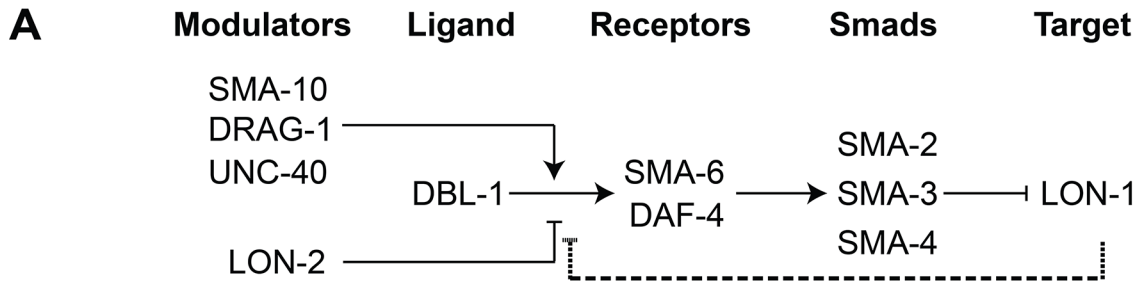 A
Modulators Ligand Receptors Smads Target
SMA-10
DRAG-1
UNC-40
SMA-2
SMA-6
DBL-1 SMA-3 LON-1
DAF-4
SMA-4
LON-2